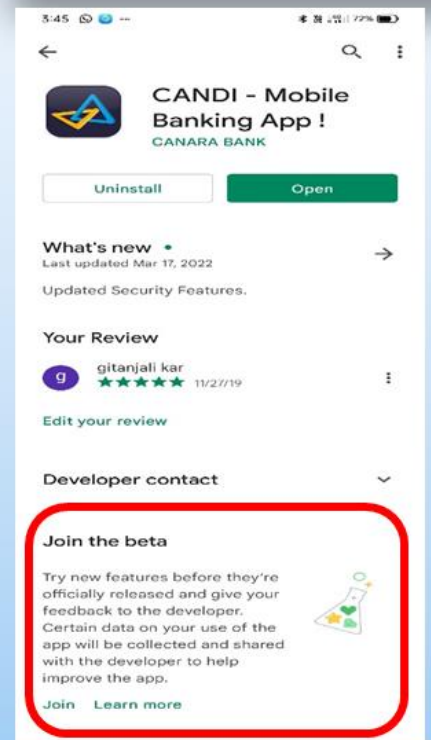 3:45
72%
CANDI - Mobile
Banking App !
CANARA BANK
Uninstall
Open
What's new •
Last updated Mar 17, 2022
Updated Security Features.
Your Review
g
gitanjali kar
★★★★★ 11/27/19
Edit your review
Developer contact
Join the beta
Try new features before they're
officially released and give your
feedback to the developer.
Certain data on your use of the
app will be collected and shared
with the developer to help
improve the app.
Join Learn more